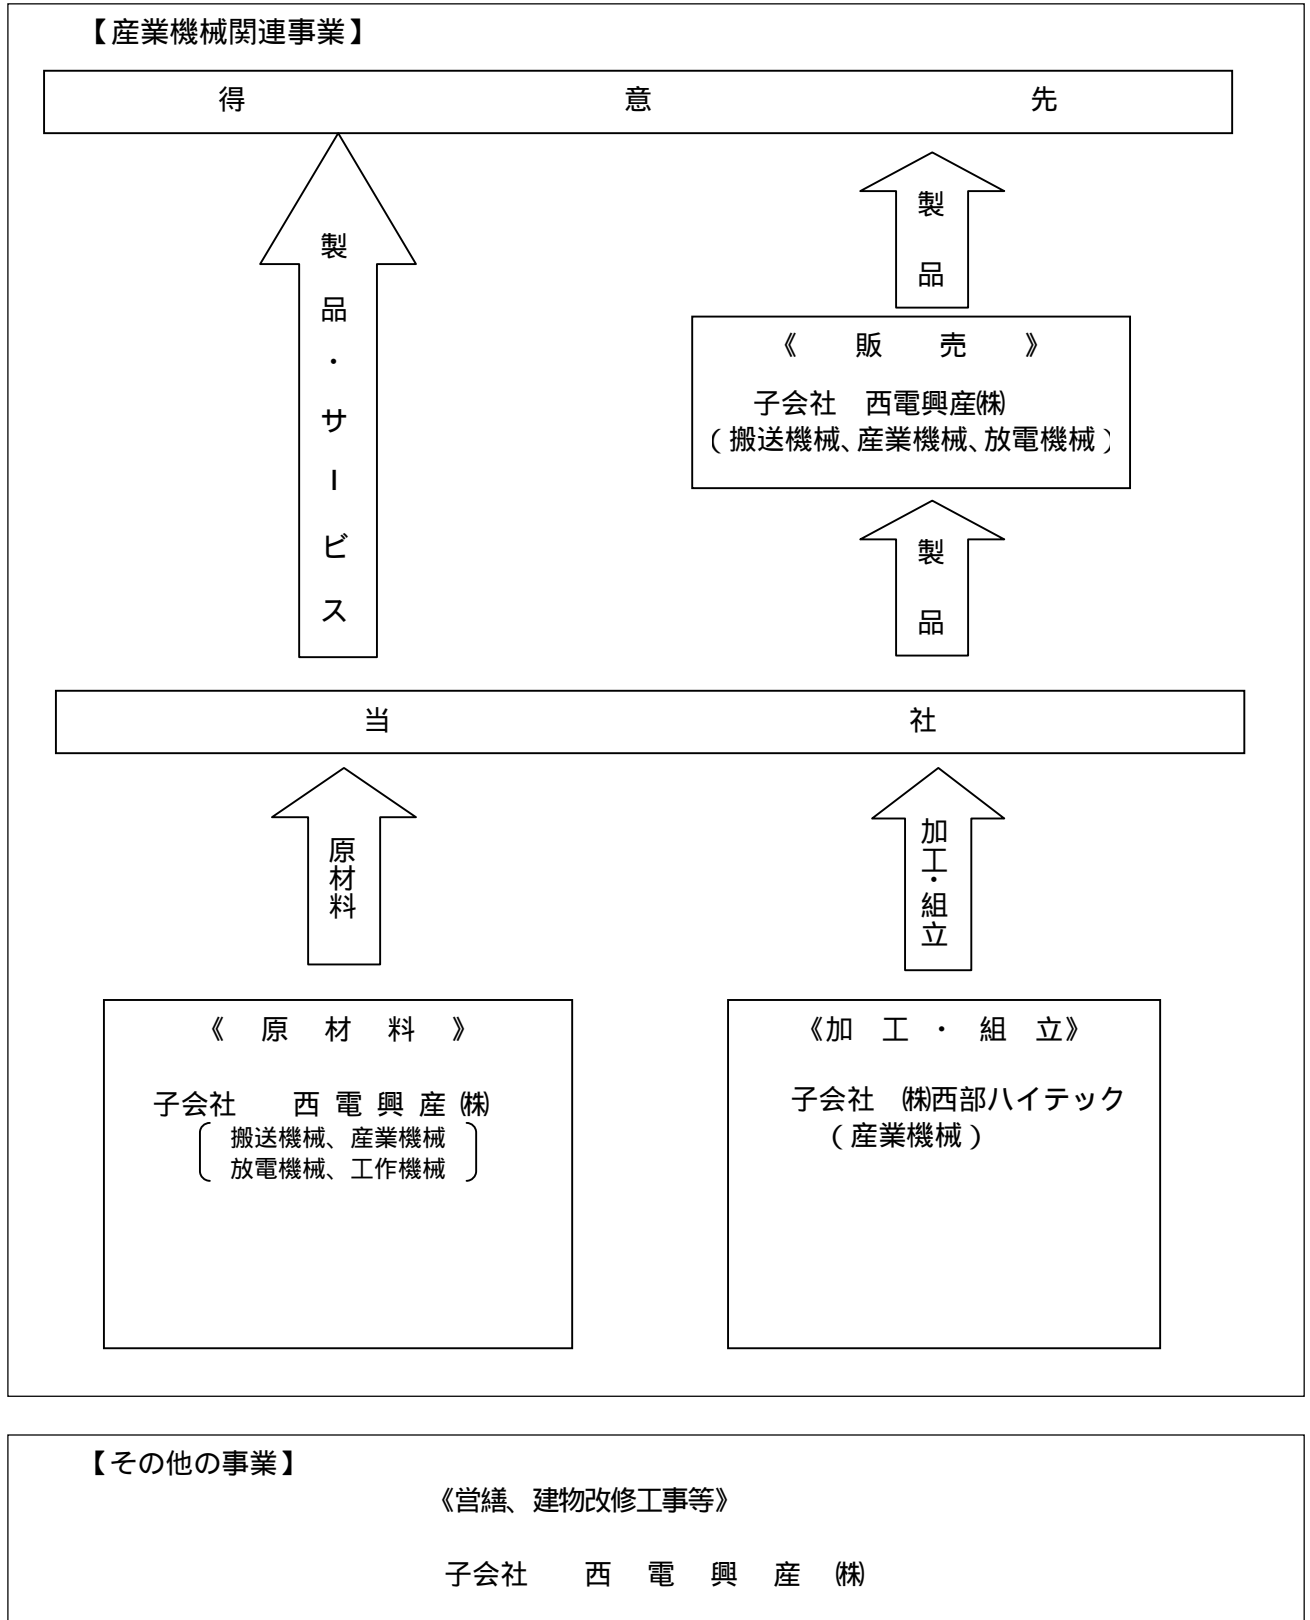 【産業機械関連事業】
得 意 先
製品・サービス
製品
《 販 売 》
子会社 西電興産㈱
(搬送機械、産業機械、放電機械)
製品
当 社
原材料
加工・組立
《 原 材 料 》
子会社 西 電 興 産 ㈱
搬送機械、産業機械
放電機械、工作機械
《加 工 ・ 組 立》
子会社 ㈱西部ハイテック
(産業機械)
【その他の事業】
《営繕、建物改修工事等》
子会社 西 電 興 産 ㈱